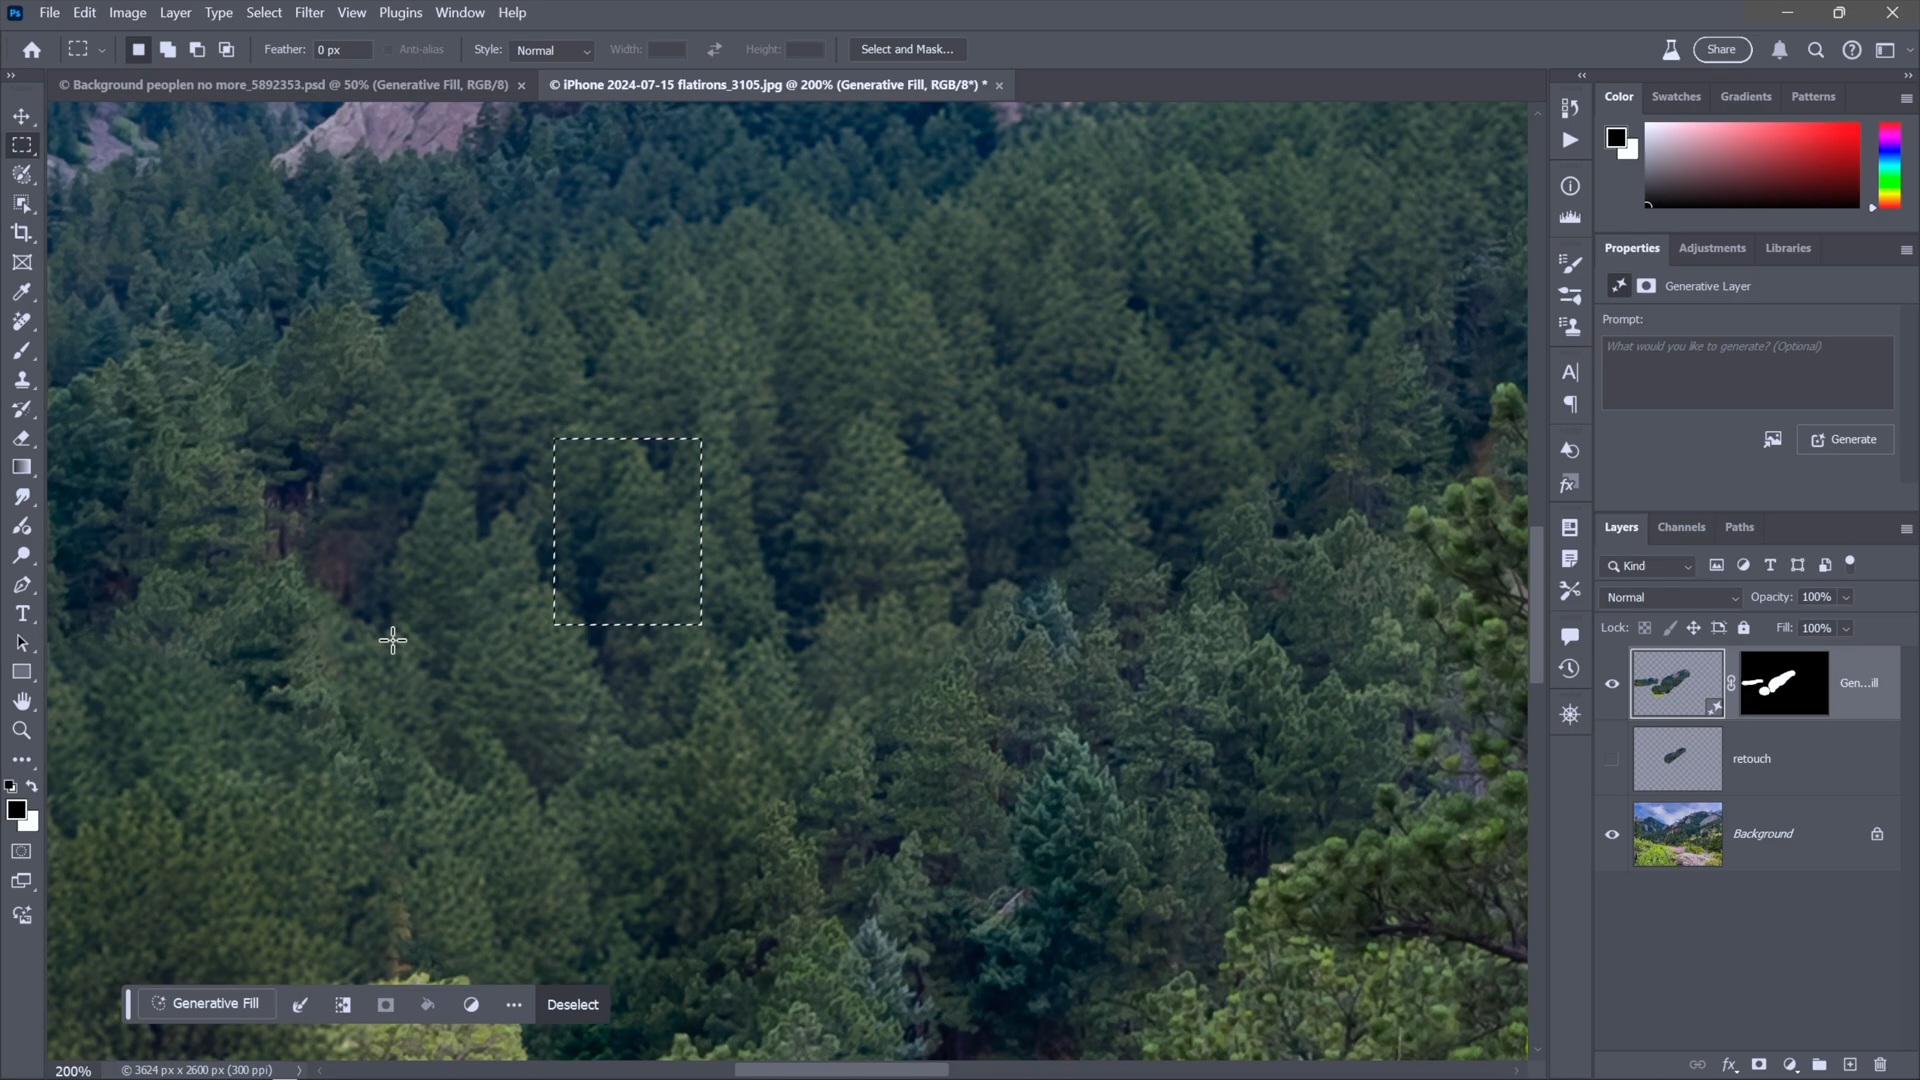 Ps File Edit Image Layer Type Select Filter View Plugins Window Help
Feather: 0 px Anti-alias Style: Normal Width: Height: Select and Mask... Share
© Background peoplen no more_5892353.psd @ 50% (Generative Fill, RGB/8) × © iPhone 2024-07-15 flatirons_3105.jpg @ 200% (Generative Fill, RGB/8*) * ×
Color Swatches Gradients Patterns
Properties Adjustments Libraries
Generative Layer
Prompt:
What would you like to generate? (Optional)
Generate
Layers Channels Paths
Kind
Normal Opacity: 100%
Lock: Fill: 100%
Gen...ill
retouch
Background
Generative Fill Deselect
200% © 3624 px x 2600 px (300 ppi)